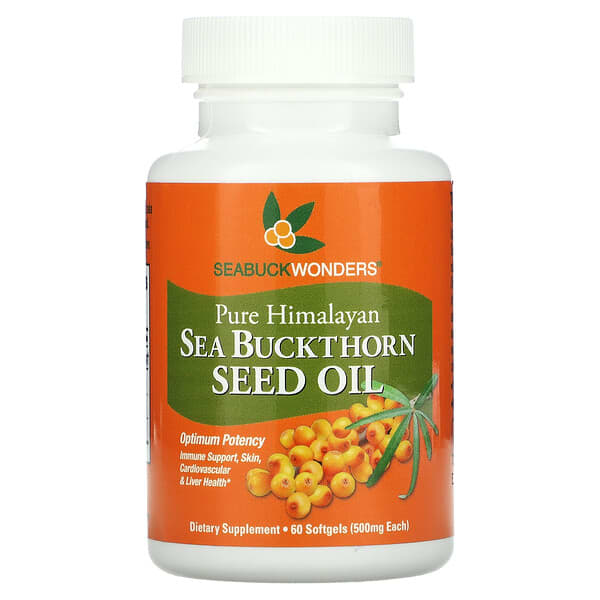 SEABUCKWONDERS®
Pure Himalayan
SEA BUCKTHORN
SEED OIL
Optimum Potency
Immune Support, Skin,
Cardiovascular
& Liver Health*
Dietary Supplement • 60 Softgels (500mg Each)